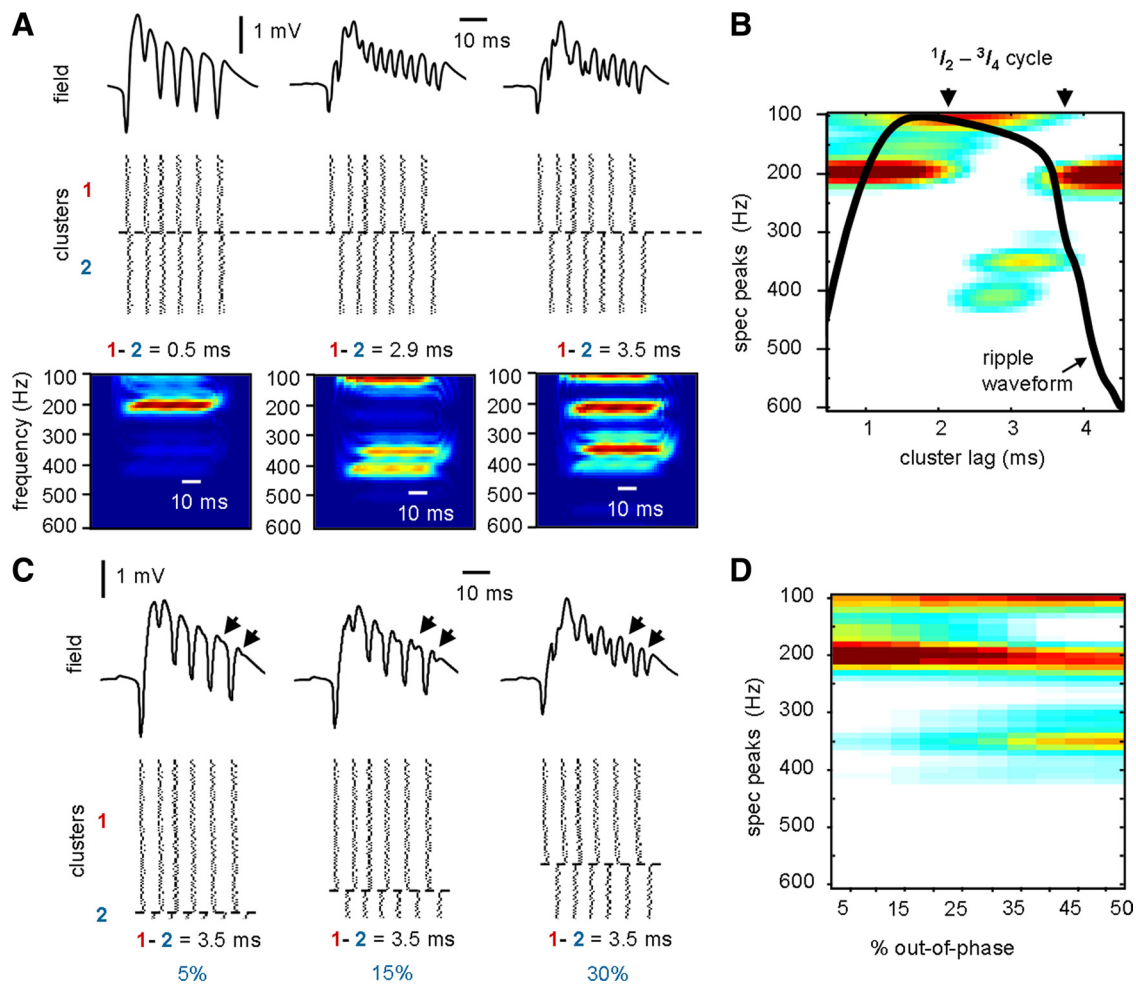 A
1 mV
10 ms
field
clusters
1
2
1- 2 = 0.5 ms
1- 2 = 2.9 ms
1- 2 = 3.5 ms
frequency (Hz)
100
200
300
400
500
600
10 ms
10 ms
10 ms
B
1/2 – 3/4 cycle
spec peaks (Hz)
100
200
300
400
500
600
ripple
waveform
1
2
3
4
cluster lag (ms)
C
1 mV
10 ms
field
clusters
1
2
1- 2 = 3.5 ms
1- 2 = 3.5 ms
1- 2 = 3.5 ms
5%
15%
30%
D
spec peaks (Hz)
100
200
300
400
500
600
5
15
25
35
45
50
% out-of-phase